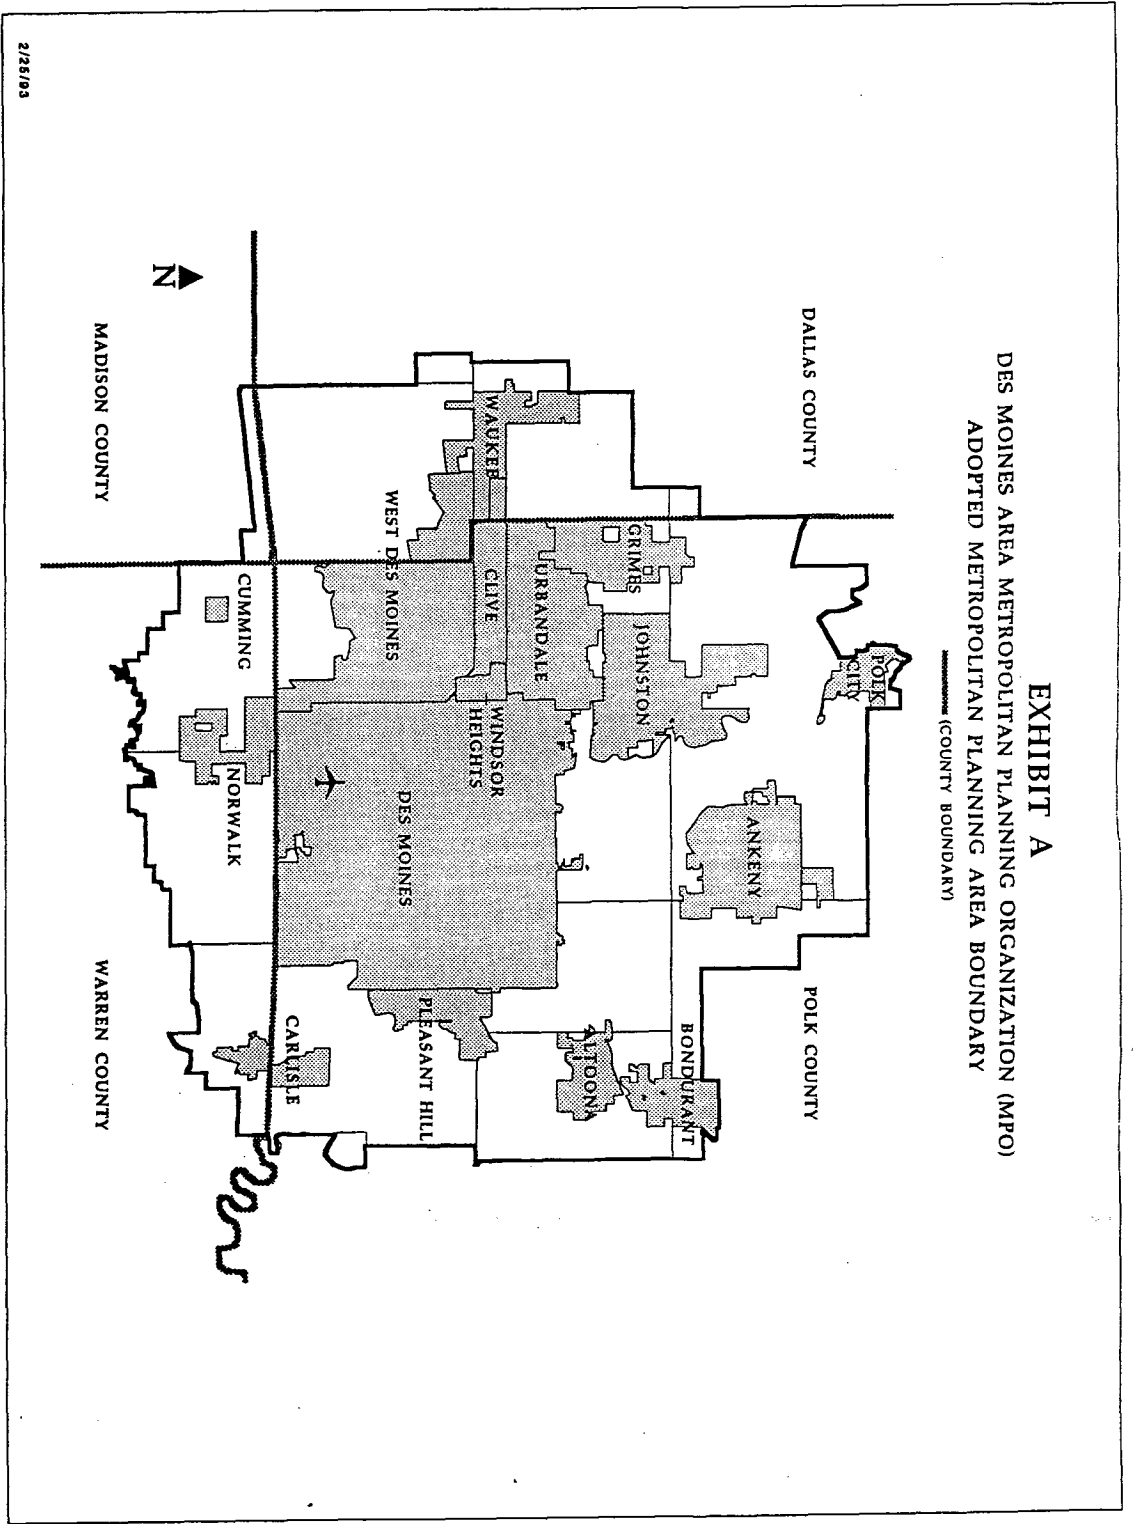 EXHIBIT A
DES MOINES AREA METROPOLITAN PLANNING ORGANIZATION (MPO)
ADOPTED METROPOLITAN PLANNING AREA BOUNDARY
(COUNTY BOUNDARY)
DALLAS COUNTY
POLK COUNTY
POLK
CITY
ANKENY
BONDURANT
GRIMES
JOHNSTON
ALTOONA
URBANDALE
WAUKEE
CLIVE
WINDSOR
HEIGHTS
PLEASANT HILL
WEST DES MOINES
DES MOINES
CARLISLE
CUMMING
NORWALK
N
MADISON COUNTY
WARREN COUNTY
2/25/93